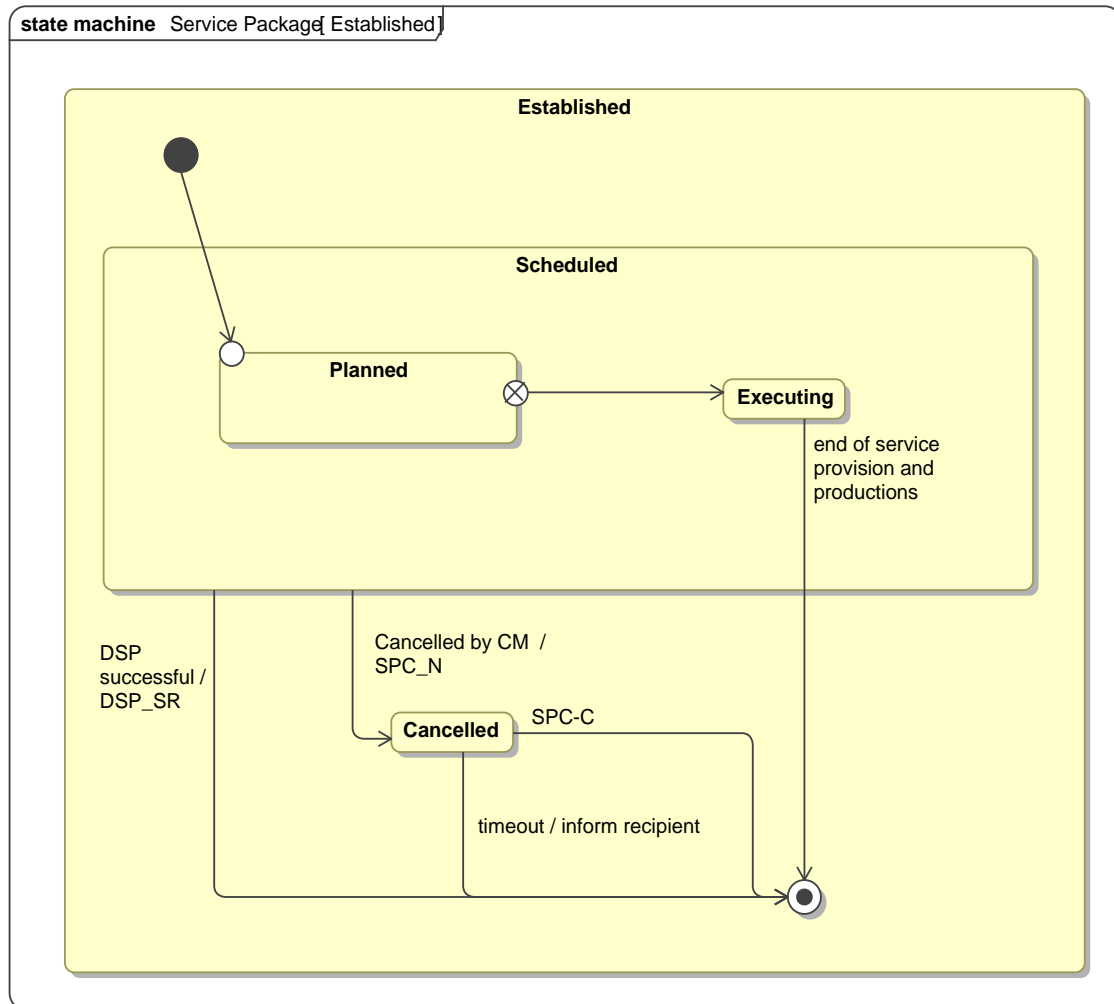 state machine Service Package[ Established]
Established
Scheduled
Planned
Executing
end of service
provision and
productions
DSP
successful /
DSP_SR
Cancelled by CM /
SPC_N
Cancelled
SPC-C
timeout / inform recipient